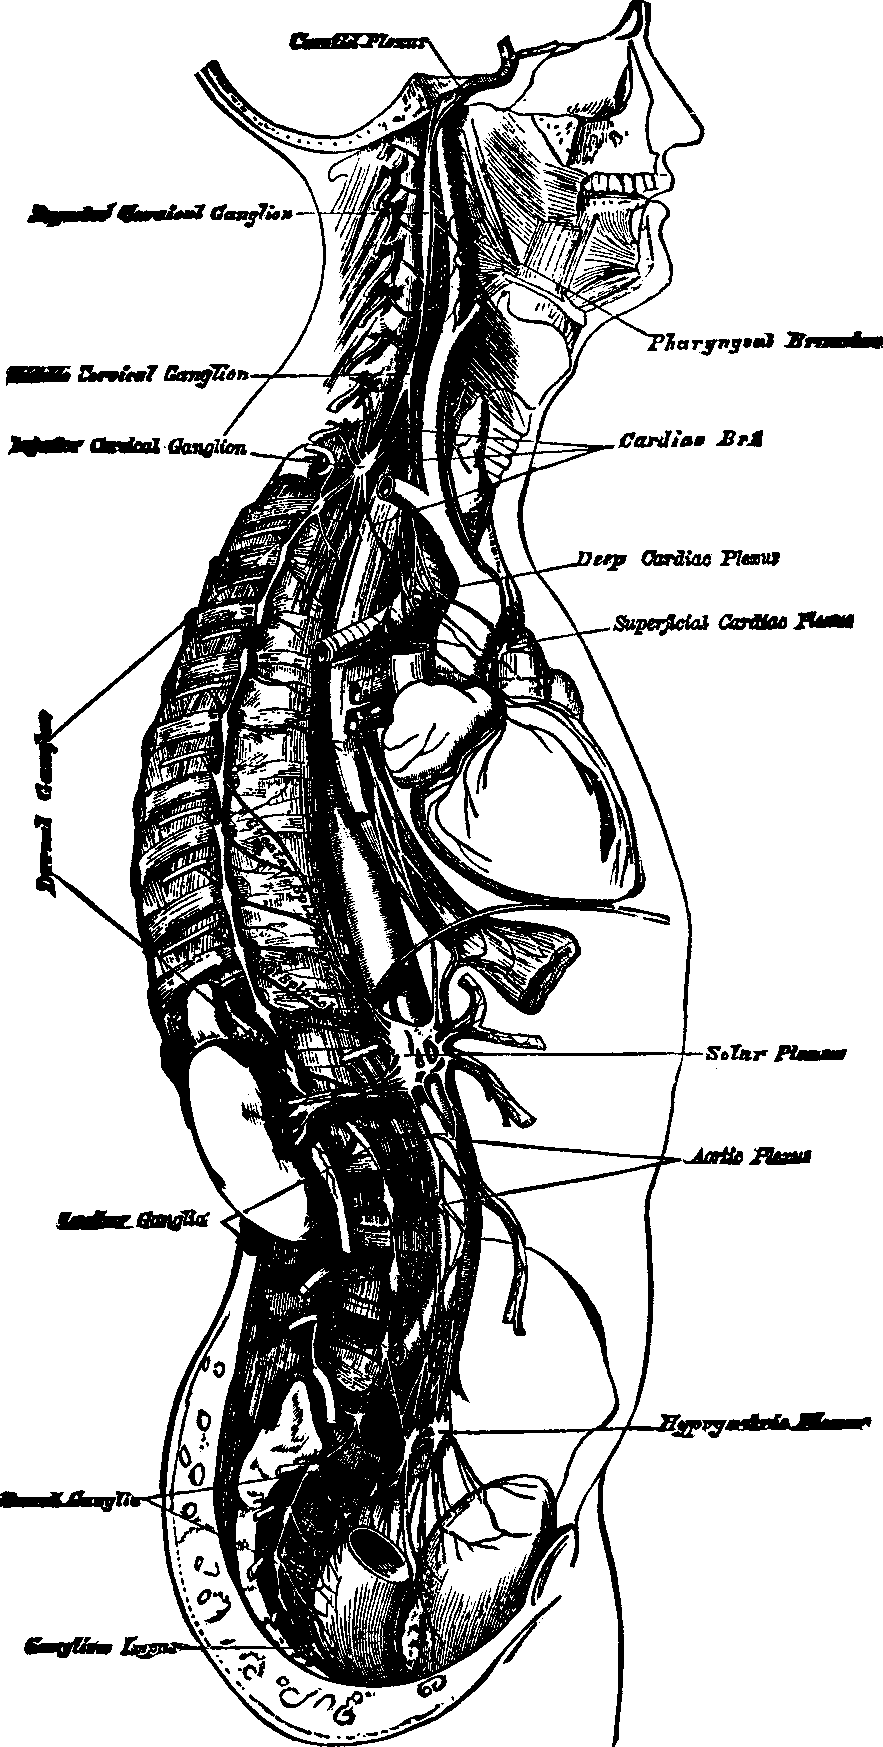 Carotid Plexus
Superior Cervical Ganglion
Pharyngeal Branches
Middle Cervical Ganglion
Inferior Cervical Ganglion
Cardiac Br.
Deep Cardiac Plexus
Superficial Cardiac Plexus
Dorsal Ganglia
Solar Plexus
Aortic Plexus
Lumbar Ganglia
Hypogastric Plexus
Ganglia
Ganglion Impar